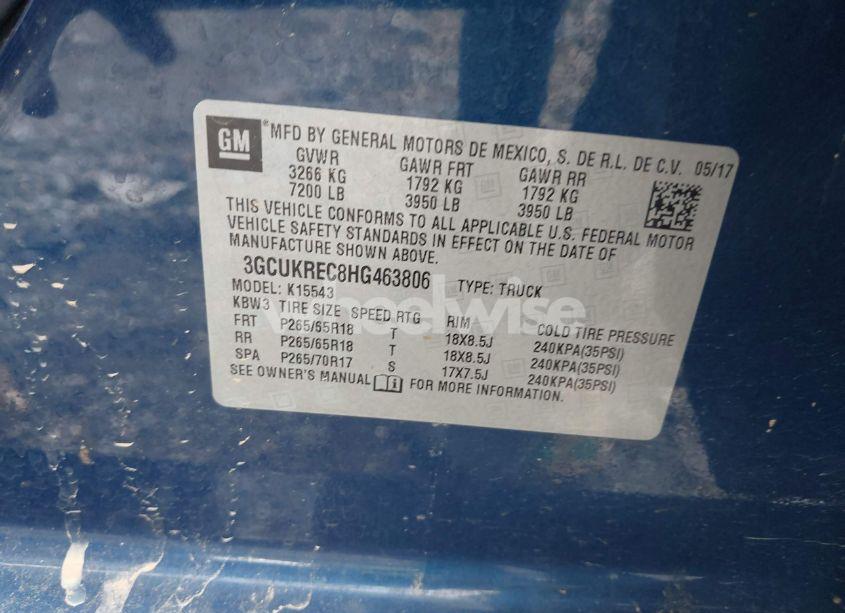 GM
®MFD BY GENERAL MOTORS DE MEXICO, S. DE R.L. DE C.V. 05/17
GVWR GAWR FRT GAWR RR
3266 KG 1792 KG 1792 KG
7200 LB 3950 LB 3950 LB
THIS VEHICLE CONFORMS TO ALL APPLICABLE U.S. FEDERAL MOTOR
VEHICLE SAFETY STANDARDS IN EFFECT ON THE DATE OF
MANUFACTURE SHOWN ABOVE.
3GCUKREC8HG463806 TYPE: TRUCK
MODEL: K15543
KBW3 TIRE SIZE SPEED RTG RIM COLD TIRE PRESSURE
FRT P265/65R18 T 18X8.5J 240KPA(35PSI)
RR P265/65R18 T 18X8.5J 240KPA(35PSI)
SPA P265/70R17 S 17X7.5J 240KPA(35PSI)
SEE OWNER'S MANUAL FOR MORE INFORMATION.
wheelwise